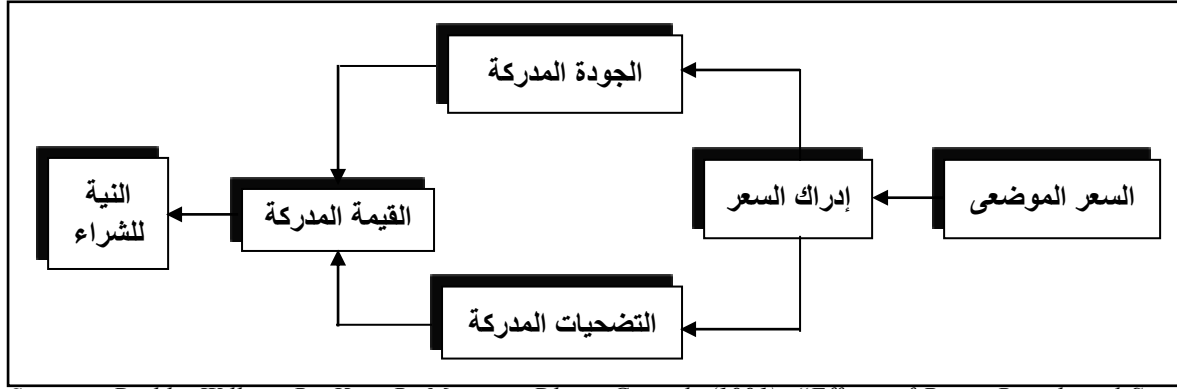 الجودة المدركة
السعر الموضعى
إدراك السعر
القيمة المدركة
النية
للشراء
التضحيات المدركة